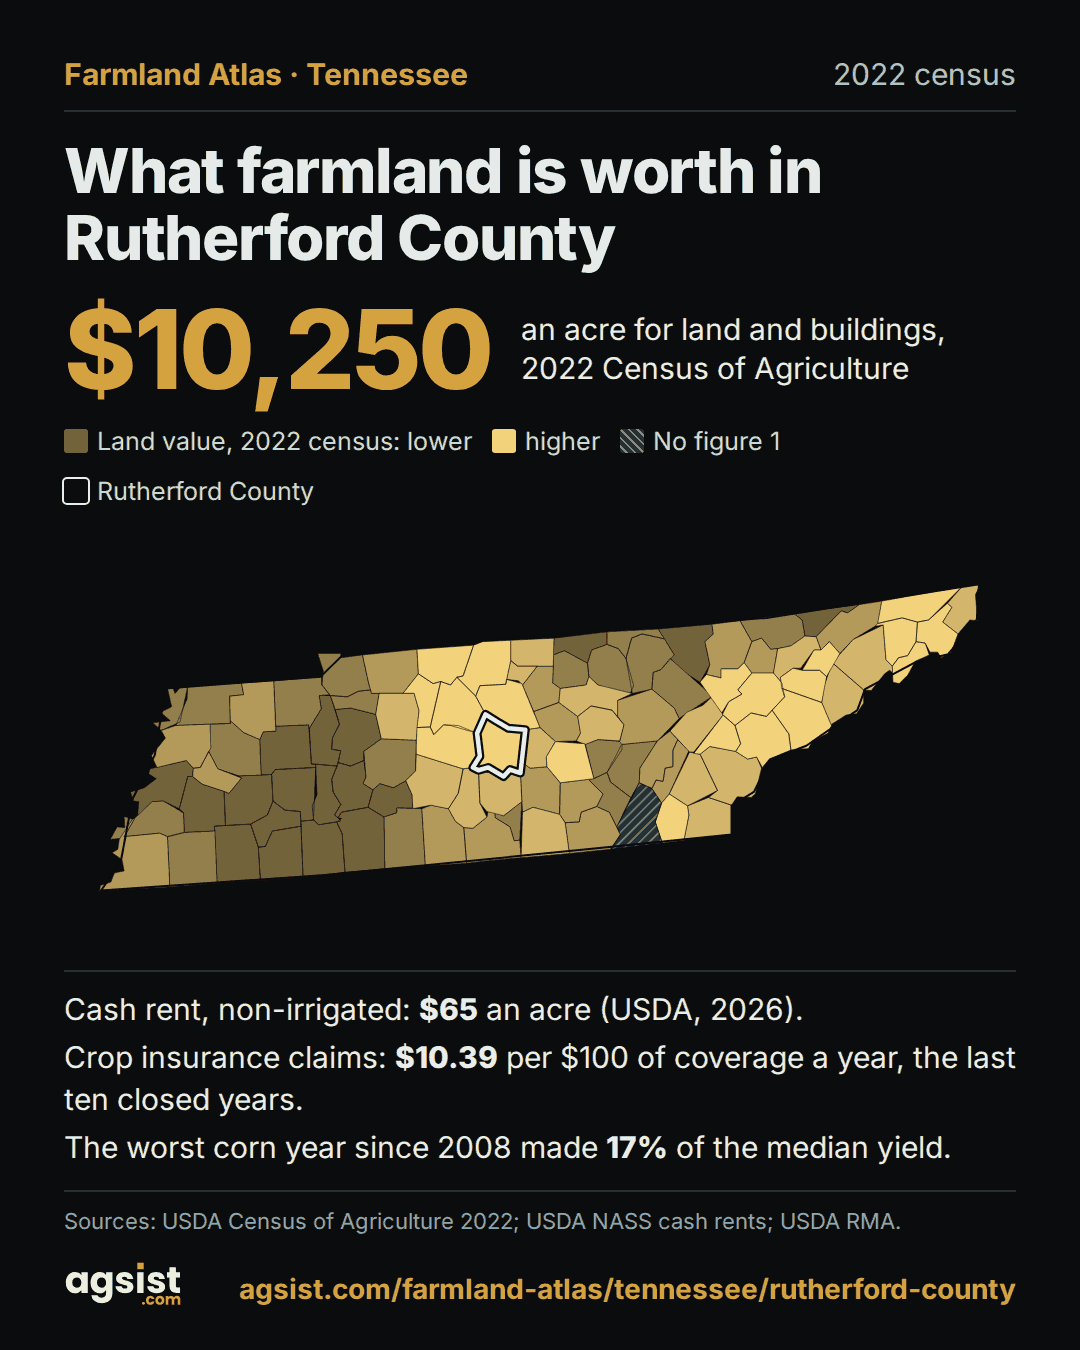 Farmland Atlas · Tennessee
2022 census
What farmland is worth in
Rutherford County
$10,250
an acre for land and buildings,
2022 Census of Agriculture
Land value, 2022 census: lower
higher
No figure 1
Rutherford County
Cash rent, non-irrigated: $65 an acre (USDA, 2026).
Crop insurance claims: $10.39 per $100 of coverage a year, the last
ten closed years.
The worst corn year since 2008 made 17% of the median yield.
Sources: USDA Census of Agriculture 2022; USDA NASS cash rents; USDA RMA.
agsist
.com
agsist.com/farmland-atlas/tennessee/rutherford-county